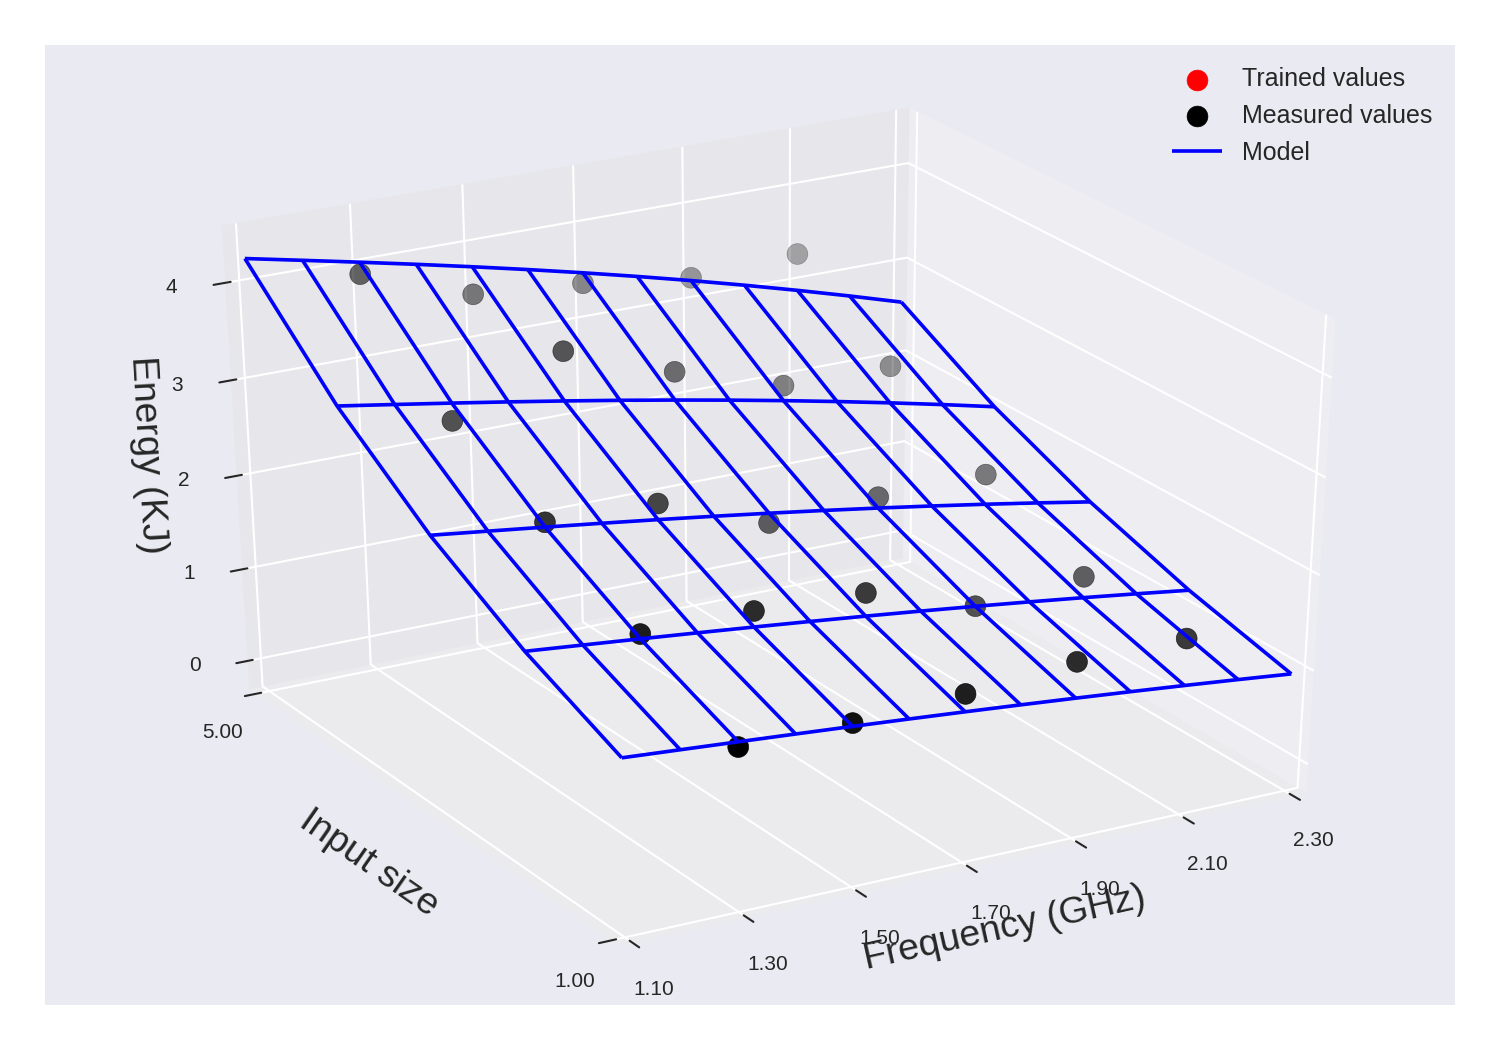 Trained values
Measured values
Model
4
3
2
1
0
Energy (KJ)
5.00
1.00
Input size
1.10
1.30
1.50
1.70
1.90
2.10
2.30
Frequency (GHz)